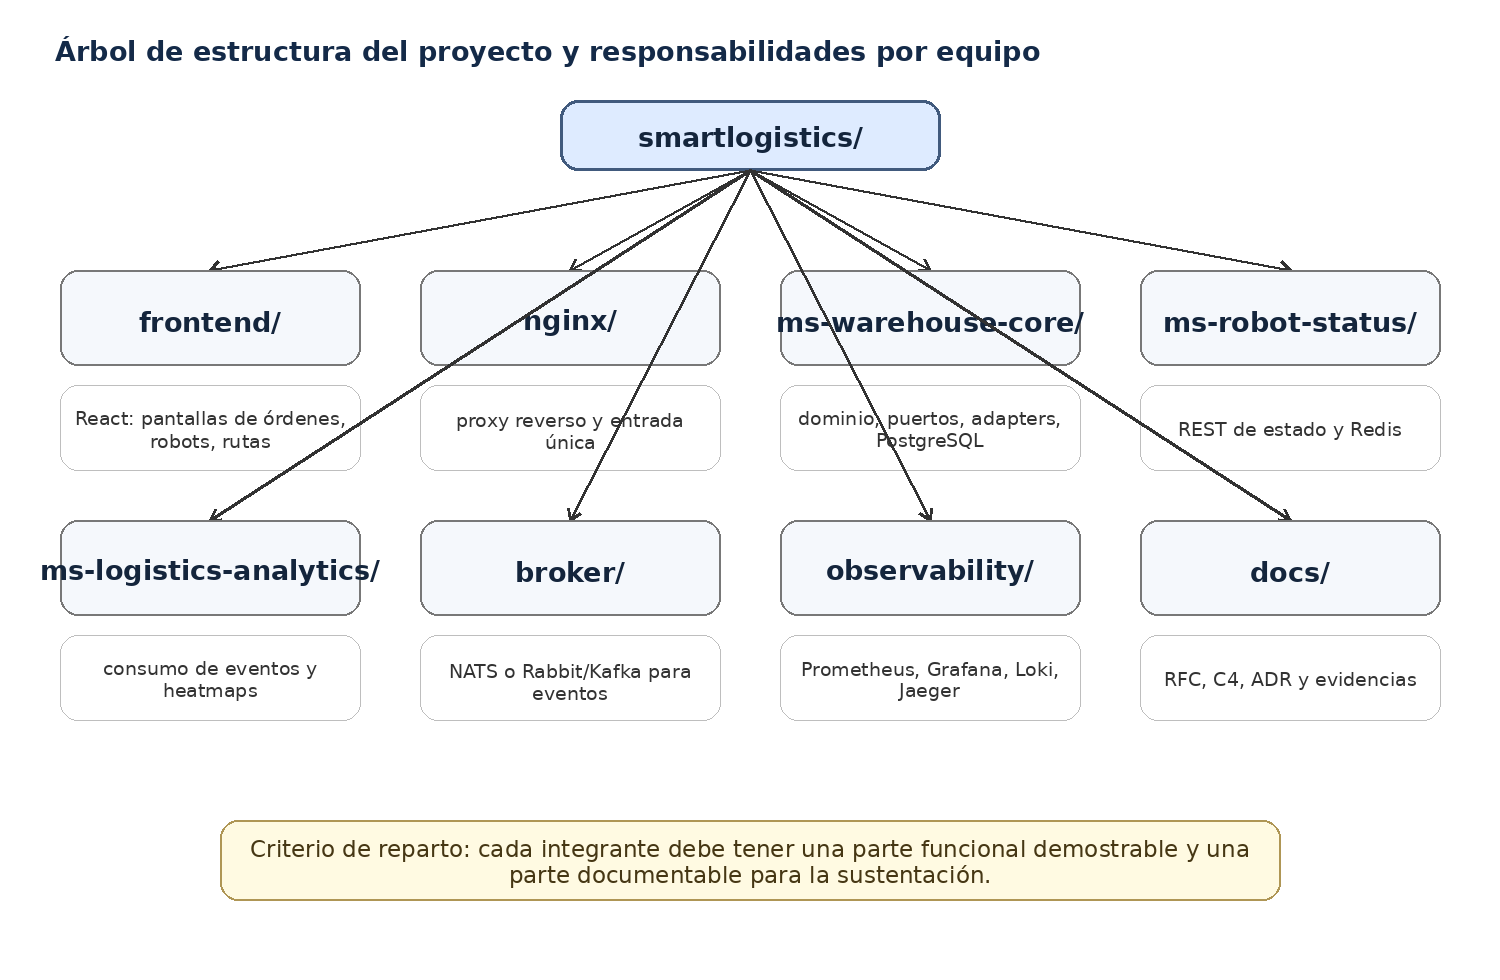 Árbol de estructura del proyecto y responsabilidades por equipo
smartlogistics/
frontend/
nginx/
ms-warehouse-core/
ms-robot-status/
React: pantallas de órdenes,
robots, rutas
proxy reverso y entrada
única
dominio, puertos, adapters,
PostgreSQL
REST de estado y Redis
ms-logistics-analytics/
broker/
observability/
docs/
consumo de eventos y
heatmaps
NATS o Rabbit/Kafka para
eventos
Prometheus, Grafana, Loki,
Jaeger
RFC, C4, ADR y evidencias
Criterio de reparto: cada integrante debe tener una parte funcional demostrable y una
parte documentable para la sustentación.